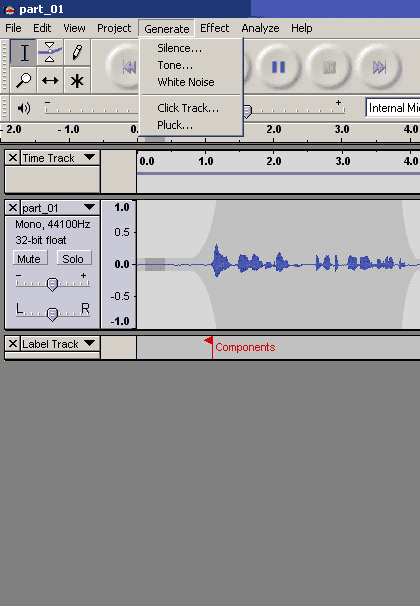 part_01
File Edit View Project Generate Effect Analyze Help
Silence...
Tone...
White Noise
Click Track...
Pluck...
Internal Mi
- 2.0 -1.0 1.0 2.0 3.0 4.0
Time Track
0.0 1.0 2.0 3.0 4.0
part_01
Mono, 44100Hz
32-bit float
Mute Solo
- +
L R
1.0
0.5
0.0
-0.5
-1.0
Label Track
Components